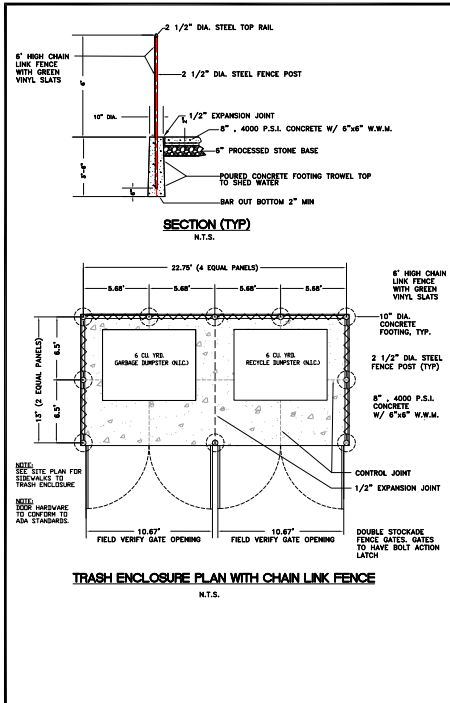 2 1/2" DIA. STEEL TOP RAIL
6' HIGH CHAIN
LINK FENCE
WITH GREEN
VINYL SLATS
2 1/2" DIA. STEEL FENCE POST
6'
10" DIA.
1/2" EXPANSION JOINT
8" , 4000 P.S.I. CONCRETE W/ 6"x6" W.W.M.
6" PROCESSED STONE BASE
3'-6"
POURED CONCRETE FOOTING TROWEL TOP
TO SHED WATER
BAR OUT BOTTOM 2" MIN
SECTION (TYP)
N.T.S.
22.75' (4 EQUAL PANELS)
5.68'
5.68'
5.68'
5.68'
6' HIGH CHAIN
LINK FENCE
WITH GREEN
VINYL SLATS
10" DIA.
CONCRETE
FOOTING, TYP.
13' (2 EQUAL PANELS)
6.5'
6.5'
6 CU. YRD.
GARBAGE DUMPSTER (N.I.C.)
6 CU. YRD.
RECYCLE DUMPSTER (N.I.C.)
2 1/2" DIA. STEEL
FENCE POST (TYP)
8" , 4000 P.S.I.
CONCRETE
W/ 6"x6" W.W.M.
CONTROL JOINT
1/2" EXPANSION JOINT
NOTE:
SEE SITE PLAN FOR
SIDEWALKS TO
TRASH ENCLOSURE
NOTE:
DOOR HARDWARE
TO CONFORM TO
ADA STANDARDS.
10.67'
FIELD VERIFY GATE OPENING
10.67'
FIELD VERIFY GATE OPENING
DOUBLE STOCKADE
FENCE GATES. GATES
TO HAVE BOLT ACTION
LATCH
TRASH ENCLOSURE PLAN WITH CHAIN LINK FENCE
N.T.S.